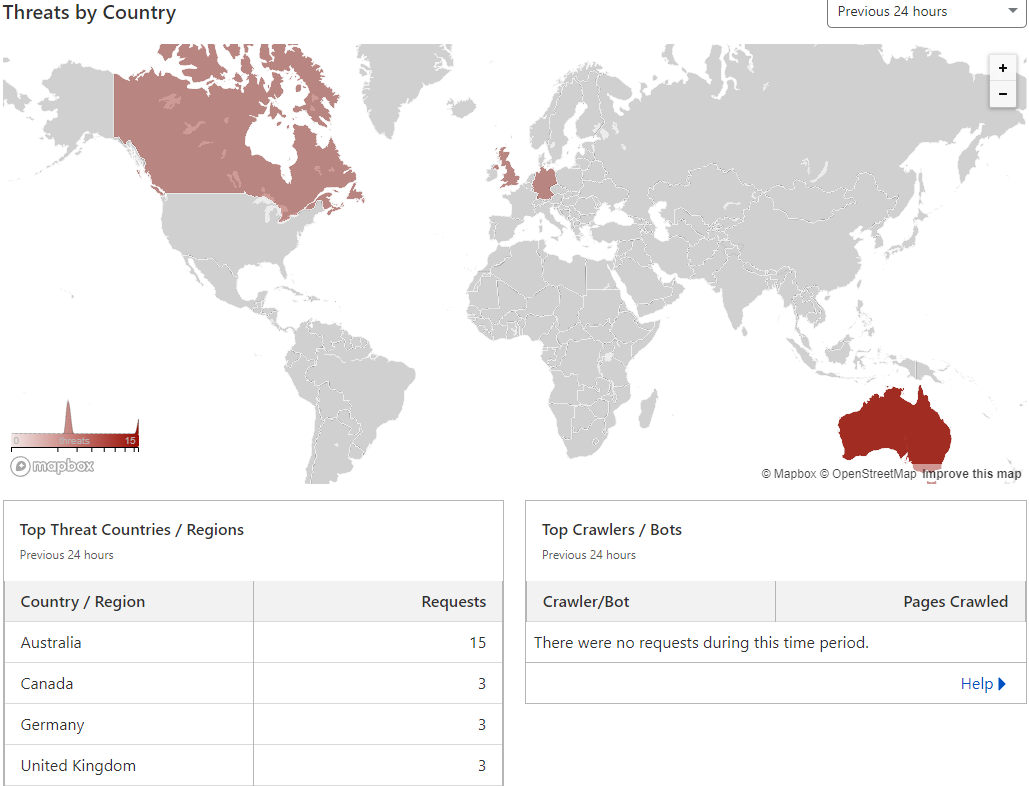 Threats by Country
Previous 24 hours
+
−
0 threats 15
mapbox
© Mapbox © OpenStreetMap Improve this map
Top Threat Countries / Regions
Previous 24 hours
Country / Region Requests
Australia 15
Canada 3
Germany 3
United Kingdom 3
Top Crawlers / Bots
Previous 24 hours
Crawler/Bot Pages Crawled
There were no requests during this time period.
Help